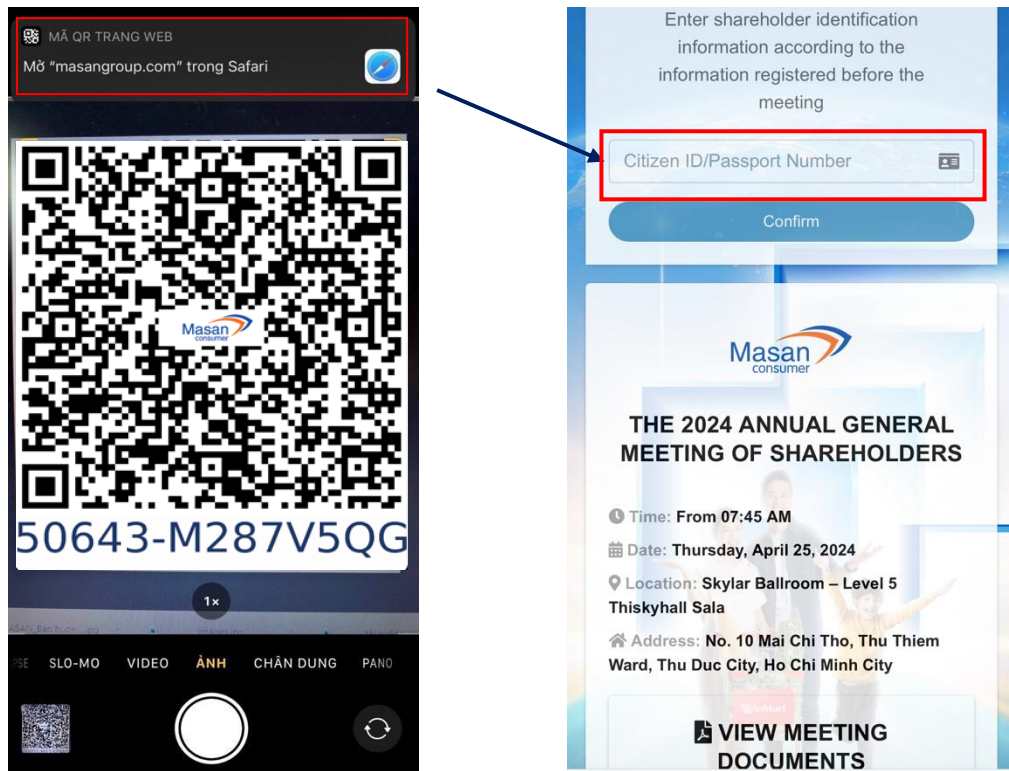 MÃ QR TRANG WEB
Mở “masangroup.com” trong Safari
Masan
consumer
50643-M287V5QG
1×
SLO-MO VIDEO ẢNH CHÂN DUNG PANO
Enter shareholder identification
information according to the
information registered before the
meeting
Citizen ID/Passport Number
Confirm
Masan
consumer
THE 2024 ANNUAL GENERAL
MEETING OF SHAREHOLDERS
Time: From 07:45 AM
Date: Thursday, April 25, 2024
Location: Skylar Ballroom – Level 5
Thiskyhall Sala
Address: No. 10 Mai Chi Tho, Thu Thiem
Ward, Thu Duc City, Ho Chi Minh City
WinMart
VIEW MEETING
DOCUMENTS